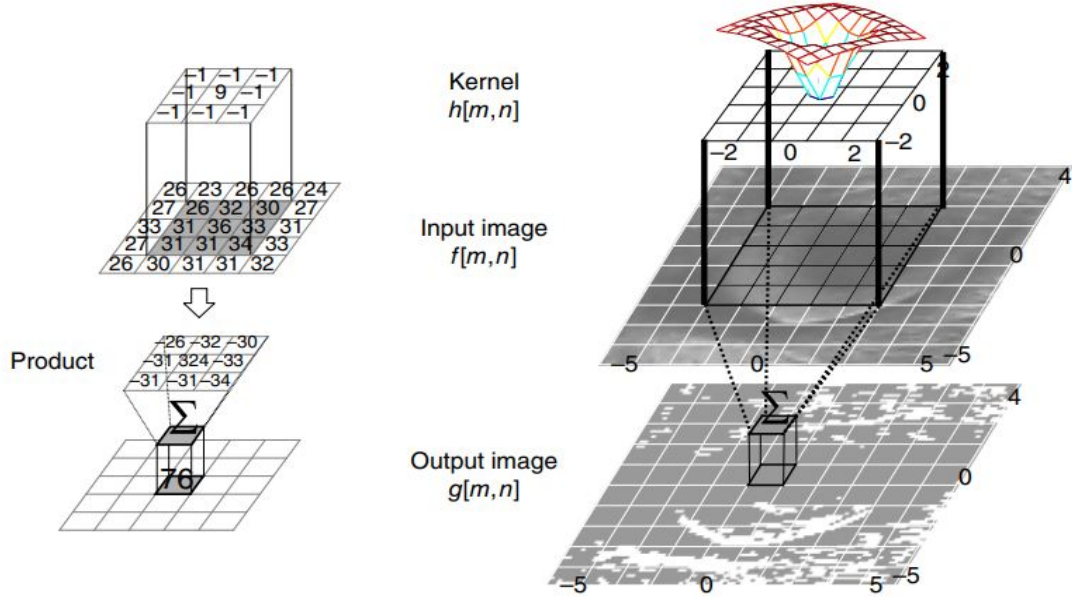 –1 –1 –1
–1 9 –1
–1 –1 –1
26 23 26 26 24
27 26 32 30 27
33 31 36 33 31
27 31 31 34 33
26 30 31 31 32
Product
–26 –32 –30
–31 324 –33
–31 –31 –34
Σ
76
Kernel
h[m,n]
Input image
f[m,n]
Output image
g[m,n]
2
0
–2 0 2 –2
4
0
–5 0 5 –5
Σ
4
0
–5 0 5 –5